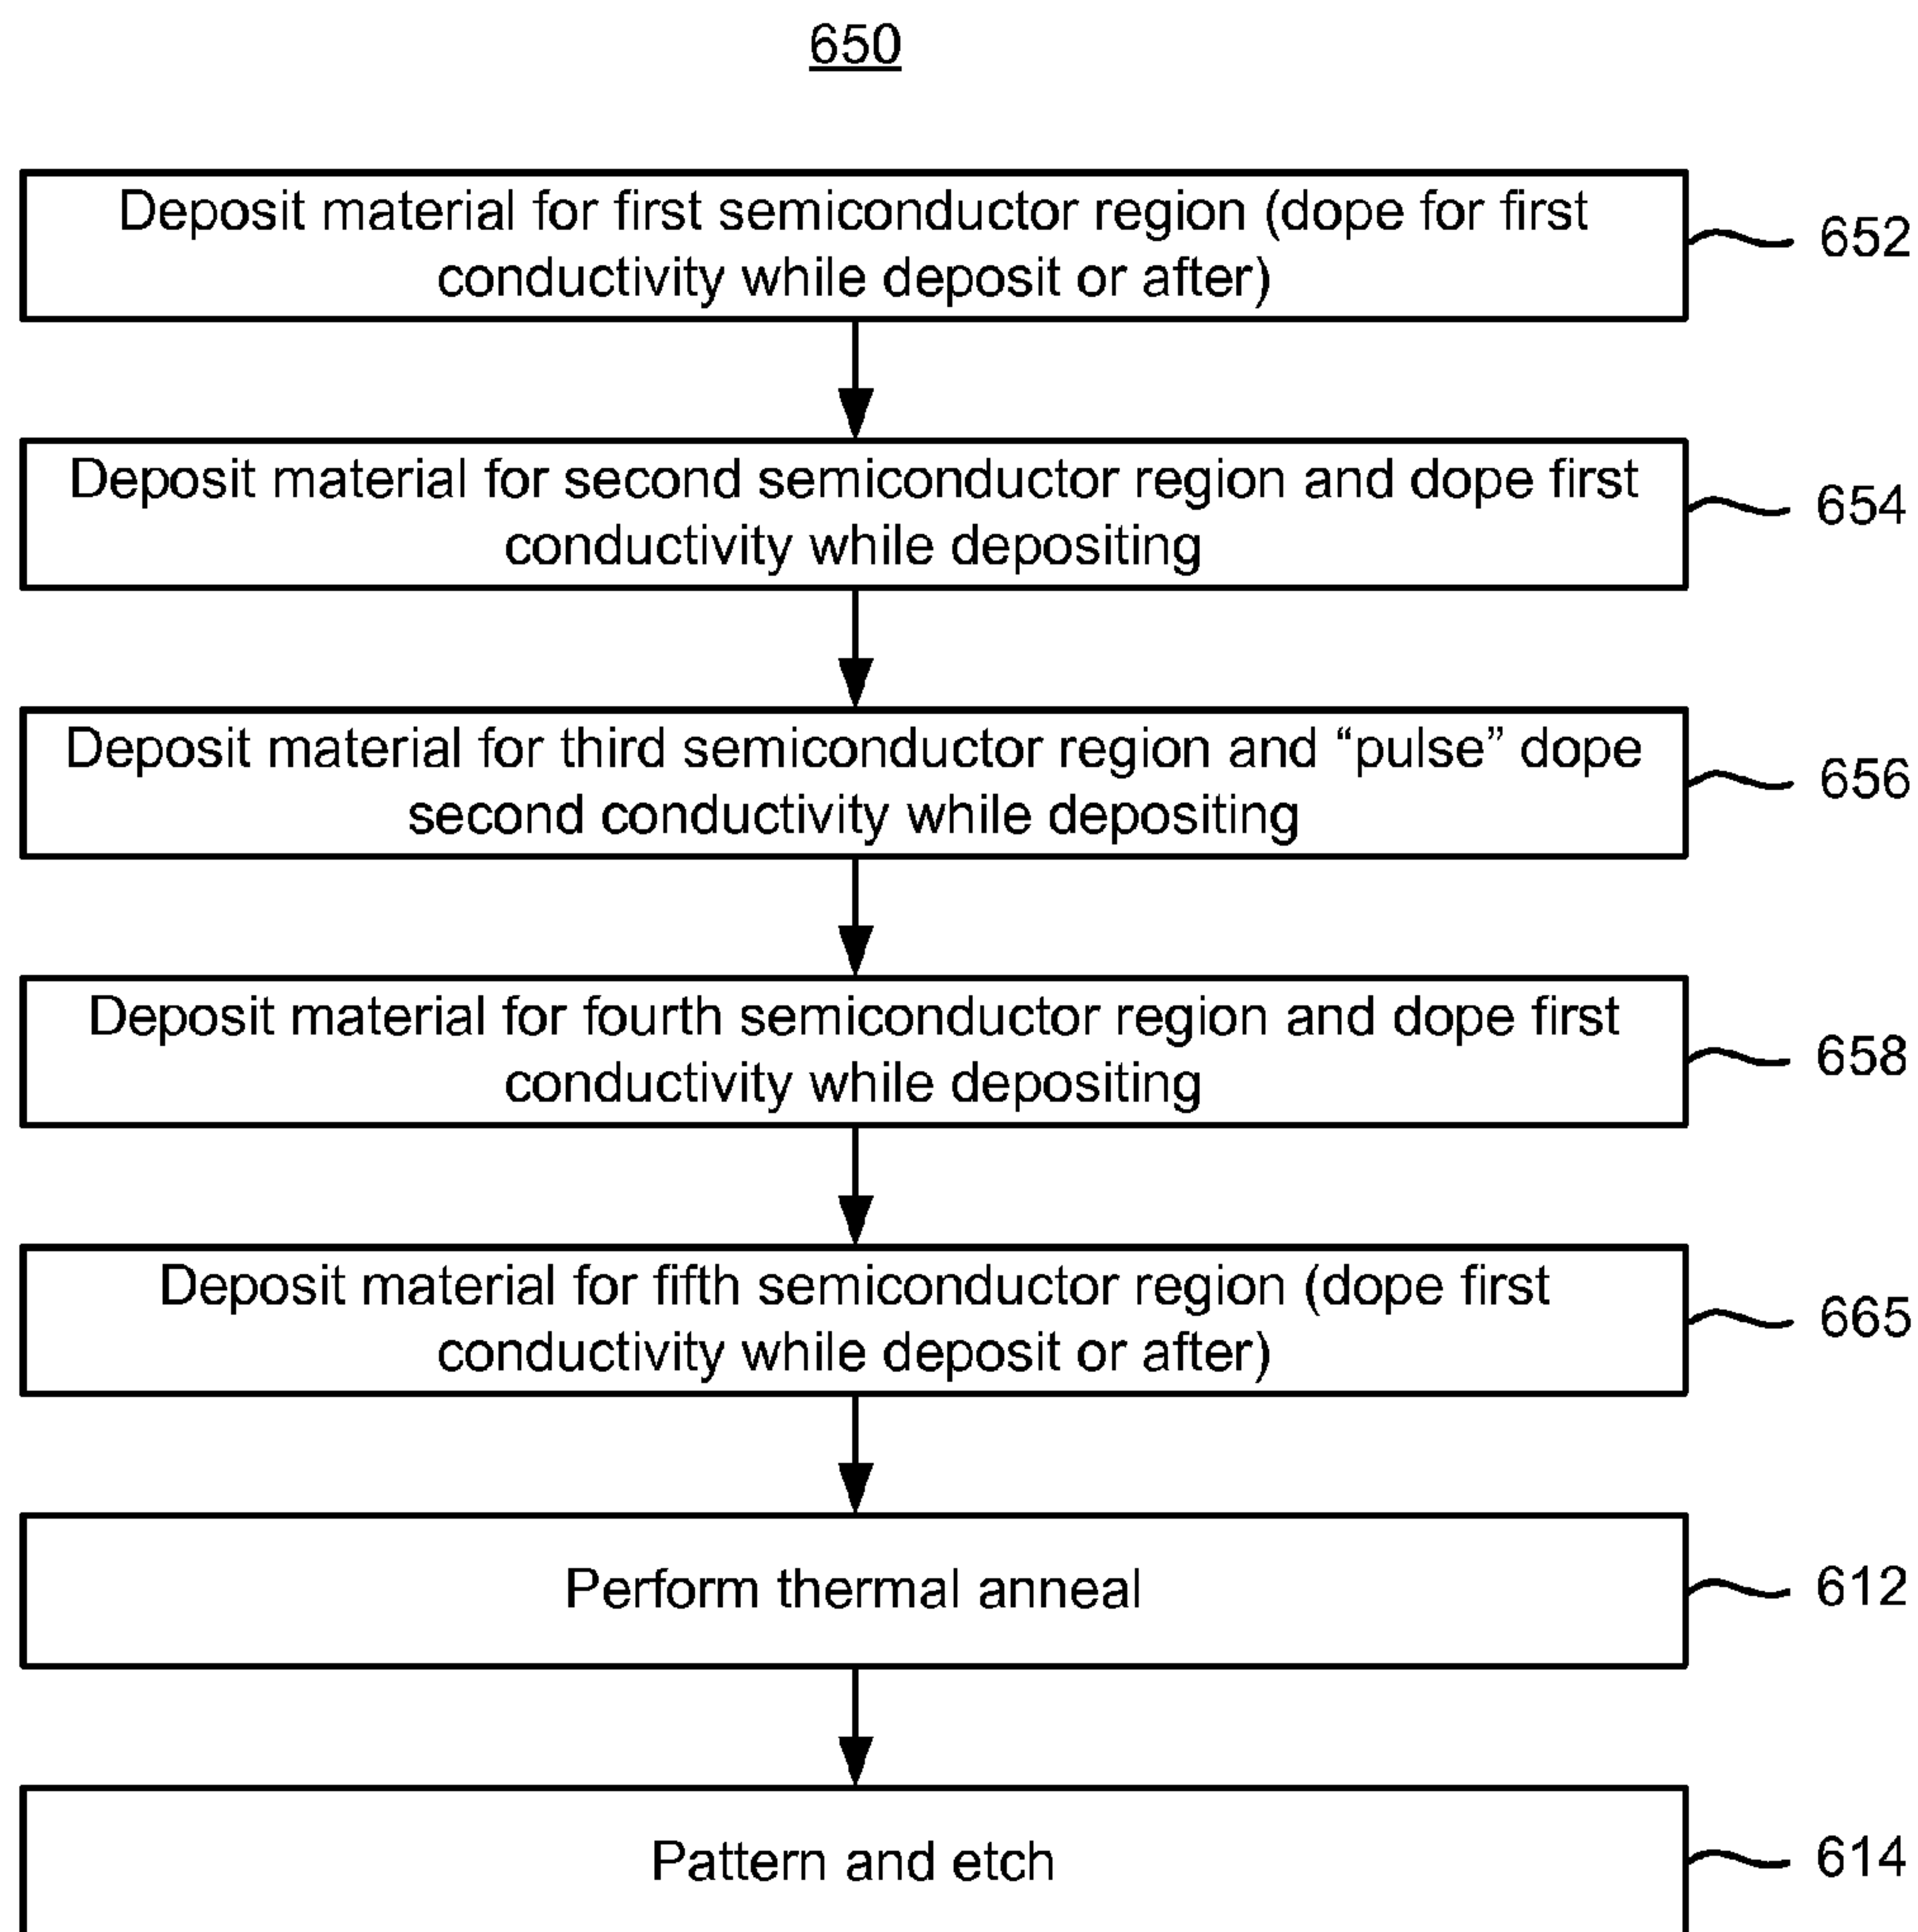 650
Deposit material for first semiconductor region (dope for first
conductivity while deposit or after)
652
Deposit material for second semiconductor region and dope first
conductivity while depositing
654
Deposit material for third semiconductor region and “pulse” dope
second conductivity while depositing
656
Deposit material for fourth semiconductor region and dope first
conductivity while depositing
658
Deposit material for fifth semiconductor region (dope first
conductivity while deposit or after)
665
Perform thermal anneal
612
Pattern and etch
614